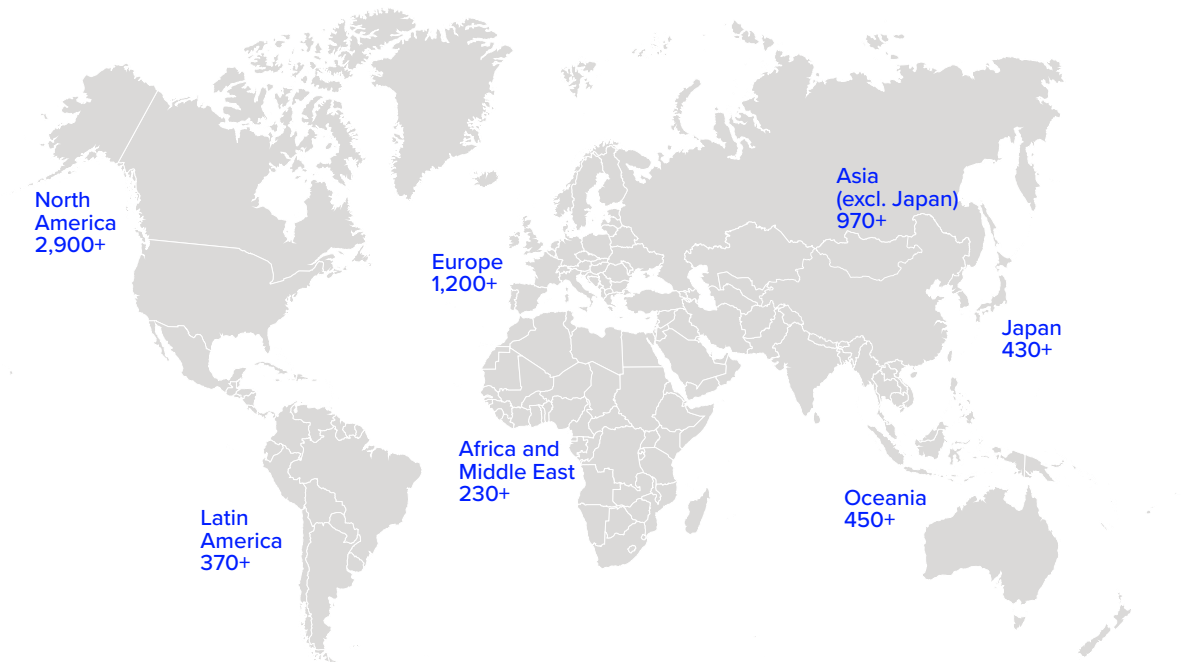 North
America
2,900+
Europe
1,200+
Asia
(excl. Japan)
970+
Japan
430+
Africa and
Middle East
230+
Oceania
450+
Latin
America
370+